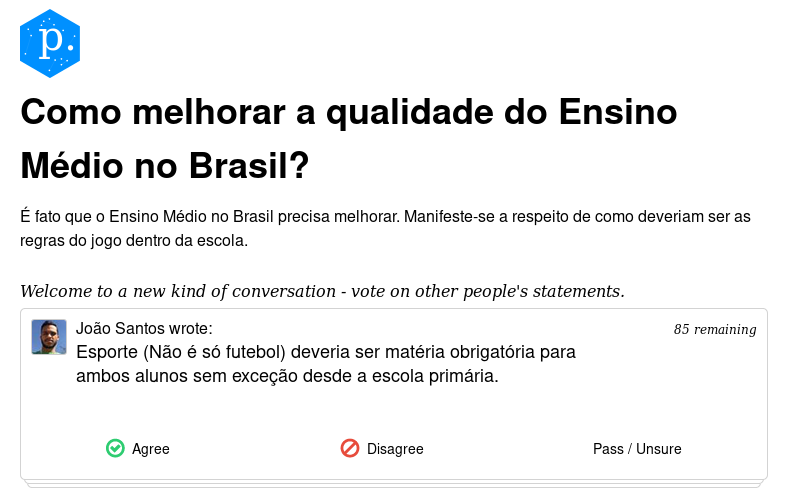 p.
Como melhorar a qualidade do Ensino
Médio no Brasil?
É fato que o Ensino Médio no Brasil precisa melhorar. Manifeste-se a respeito de como deveriam ser as
regras do jogo dentro da escola.
Welcome to a new kind of conversation - vote on other people's statements.
João Santos wrote:
85 remaining
Esporte (Não é só futebol) deveria ser matéria obrigatória para
ambos alunos sem exceção desde a escola primária.
Agree
Disagree
Pass / Unsure